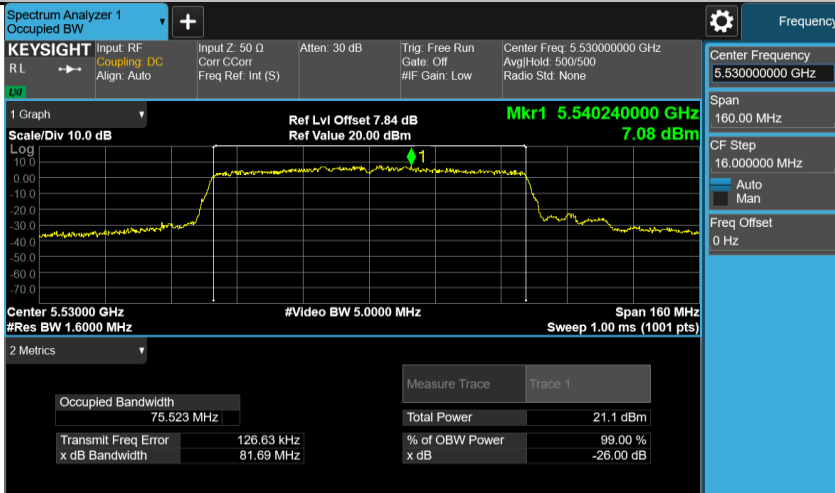 Spectrum Analyzer 1
Occupied BW
Frequency
KEYSIGHT
R L
LXI
Input: RF
Coupling: DC
Align: Auto
Input Z: 50 Ω
Corr CCorr
Freq Ref: Int (S)
Atten: 30 dB
Trig: Free Run
Gate: Off
#IF Gain: Low
Center Freq: 5.530000000 GHz
Avg|Hold: 500/500
Radio Std: None
1 Graph
Scale/Div 10.0 dB
Ref Lvl Offset 7.84 dB
Ref Value 20.00 dBm
Mkr1 5.540240000 GHz
7.08 dBm
Log
10.0
0.00
-10.0
-20.0
-30.0
-40.0
-50.0
-60.0
-70.0
1
Center 5.53000 GHz
#Res BW 1.6000 MHz
#Video BW 5.0000 MHz
Span 160 MHz
Sweep 1.00 ms (1001 pts)
2 Metrics
Measure Trace
Trace 1
Occupied Bandwidth
75.523 MHz
Total Power
21.1 dBm
Transmit Freq Error
126.63 kHz
% of OBW Power
99.00 %
x dB Bandwidth
81.69 MHz
x dB
-26.00 dB
Center Frequency
5.530000000 GHz
Span
160.00 MHz
CF Step
16.000000 MHz
Auto
Man
Freq Offset
0 Hz